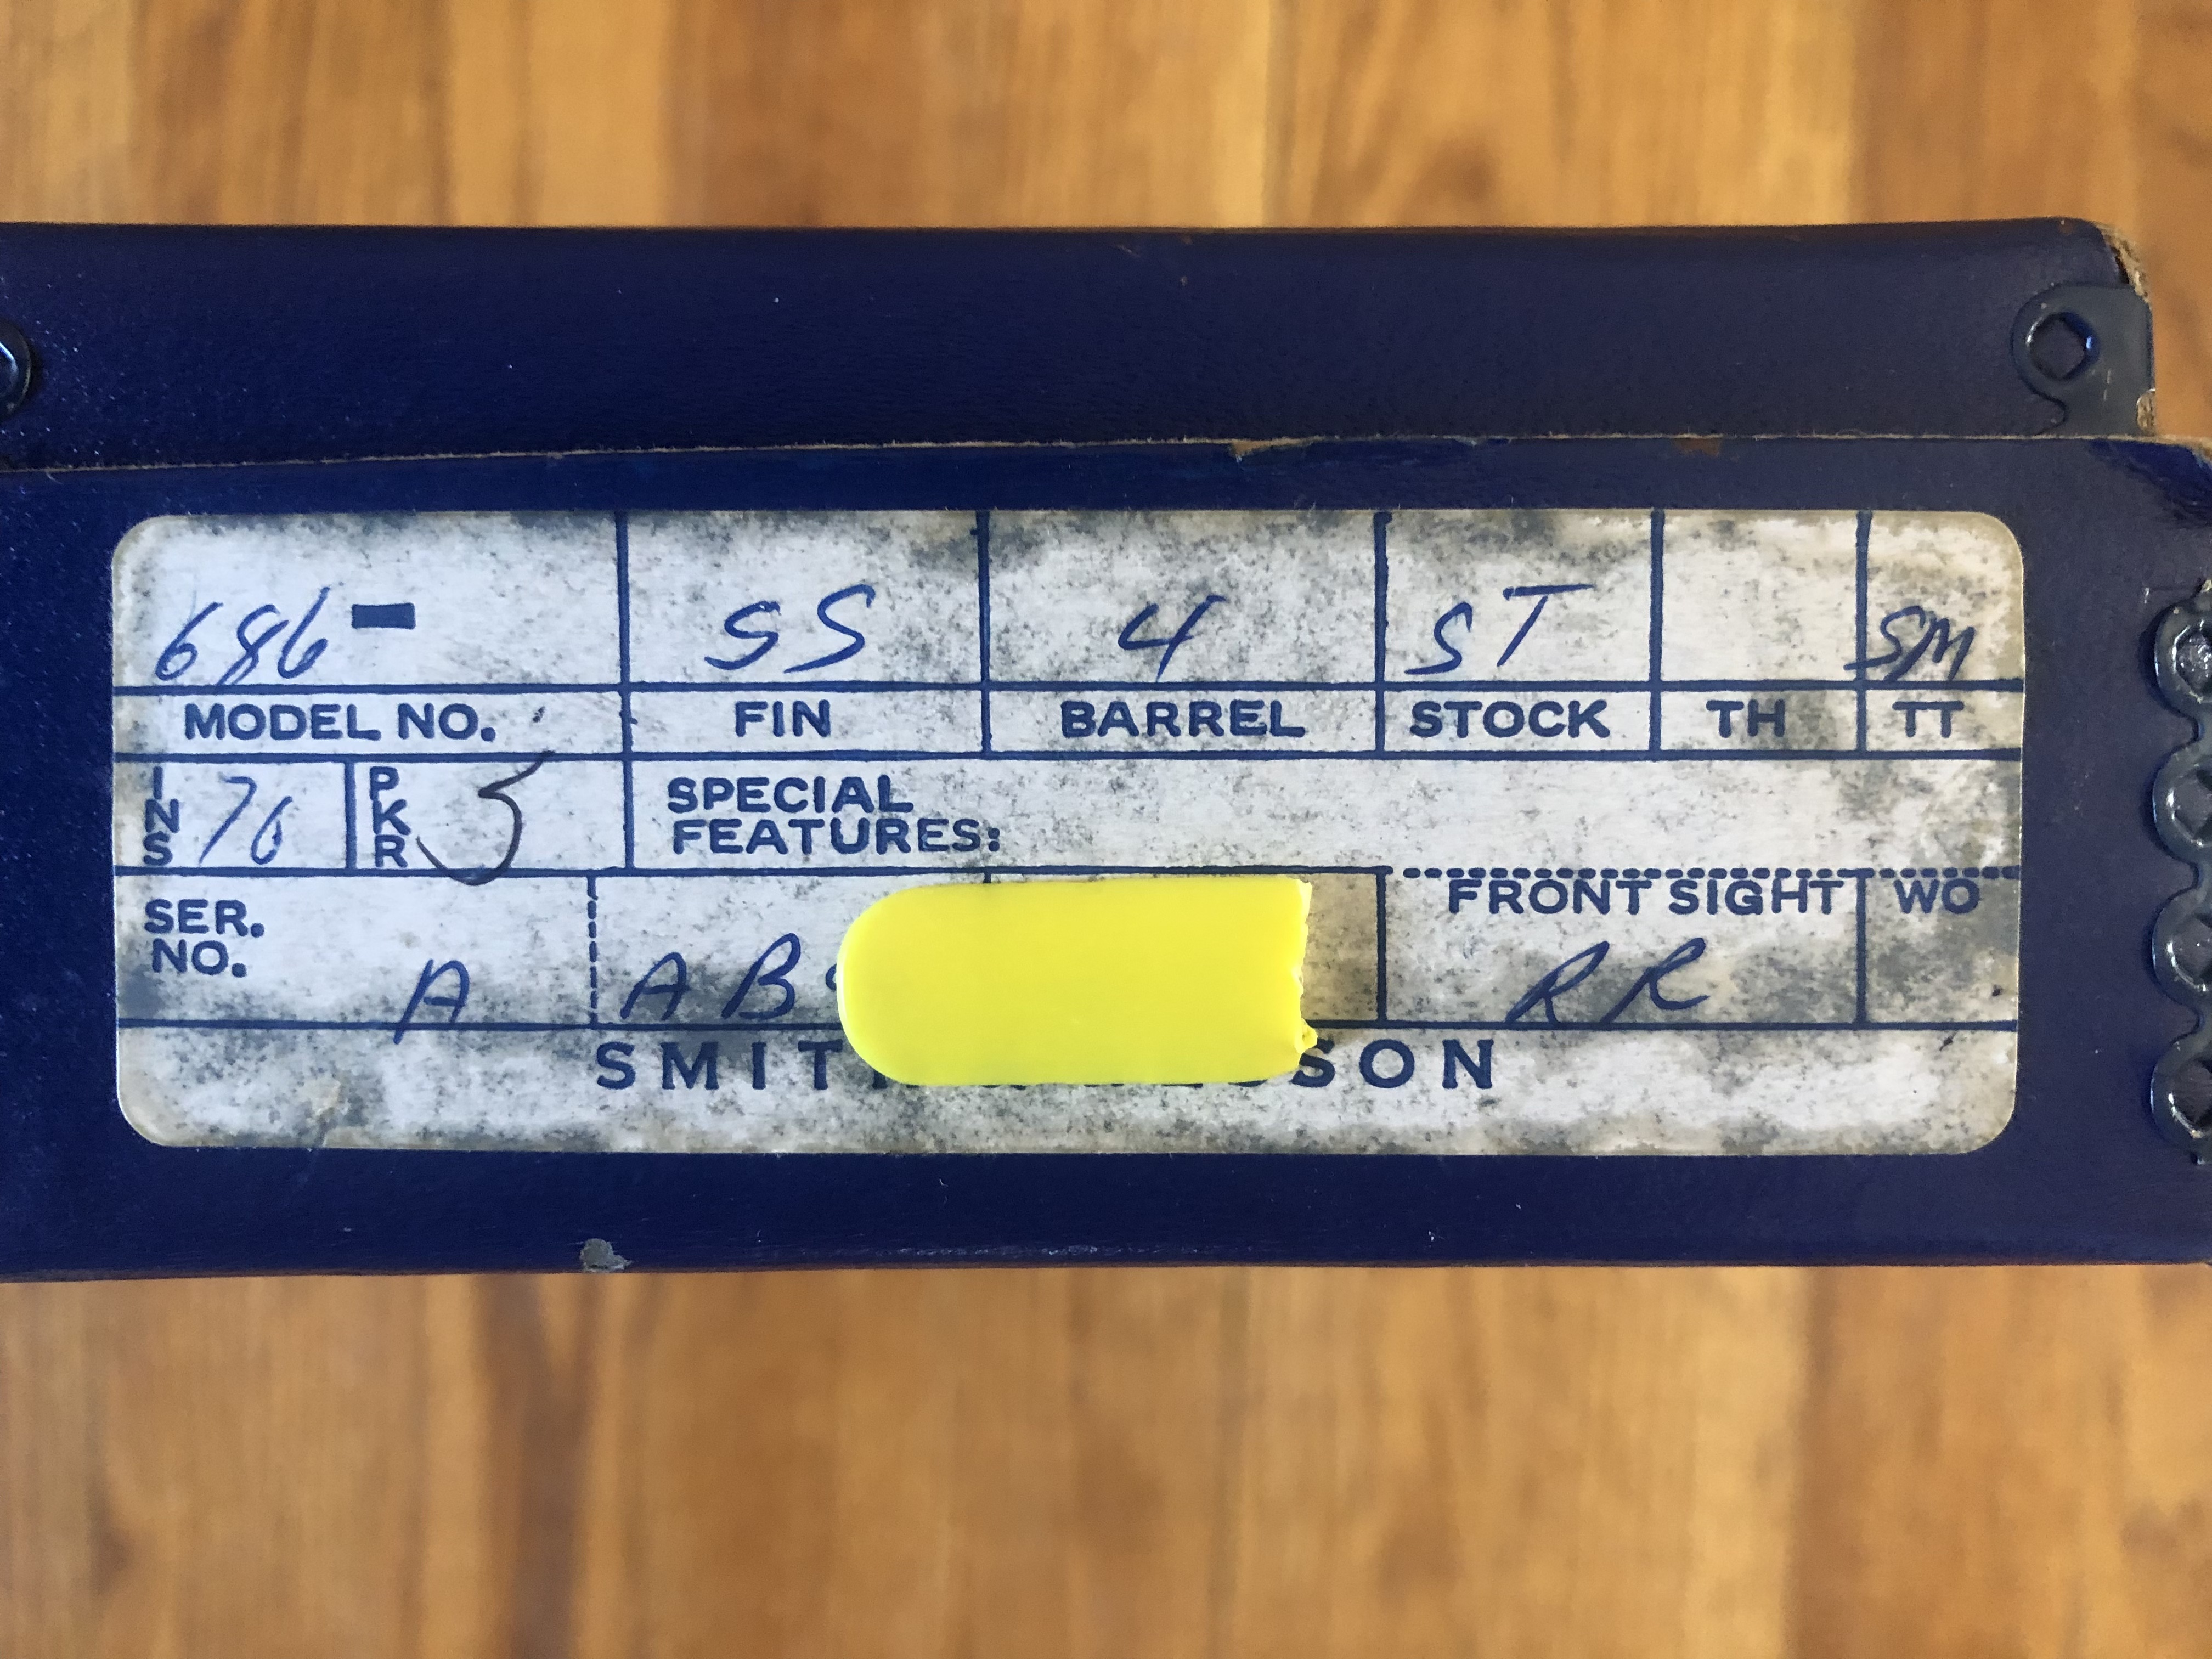 686- SS 4 ST SM
MODEL NO. FIN BARREL STOCK TH TT
INS 76 PKR 5 SPECIAL
FEATURES:
SER.
NO. A AB FRONT SIGHT WO
RR
SMIT SON